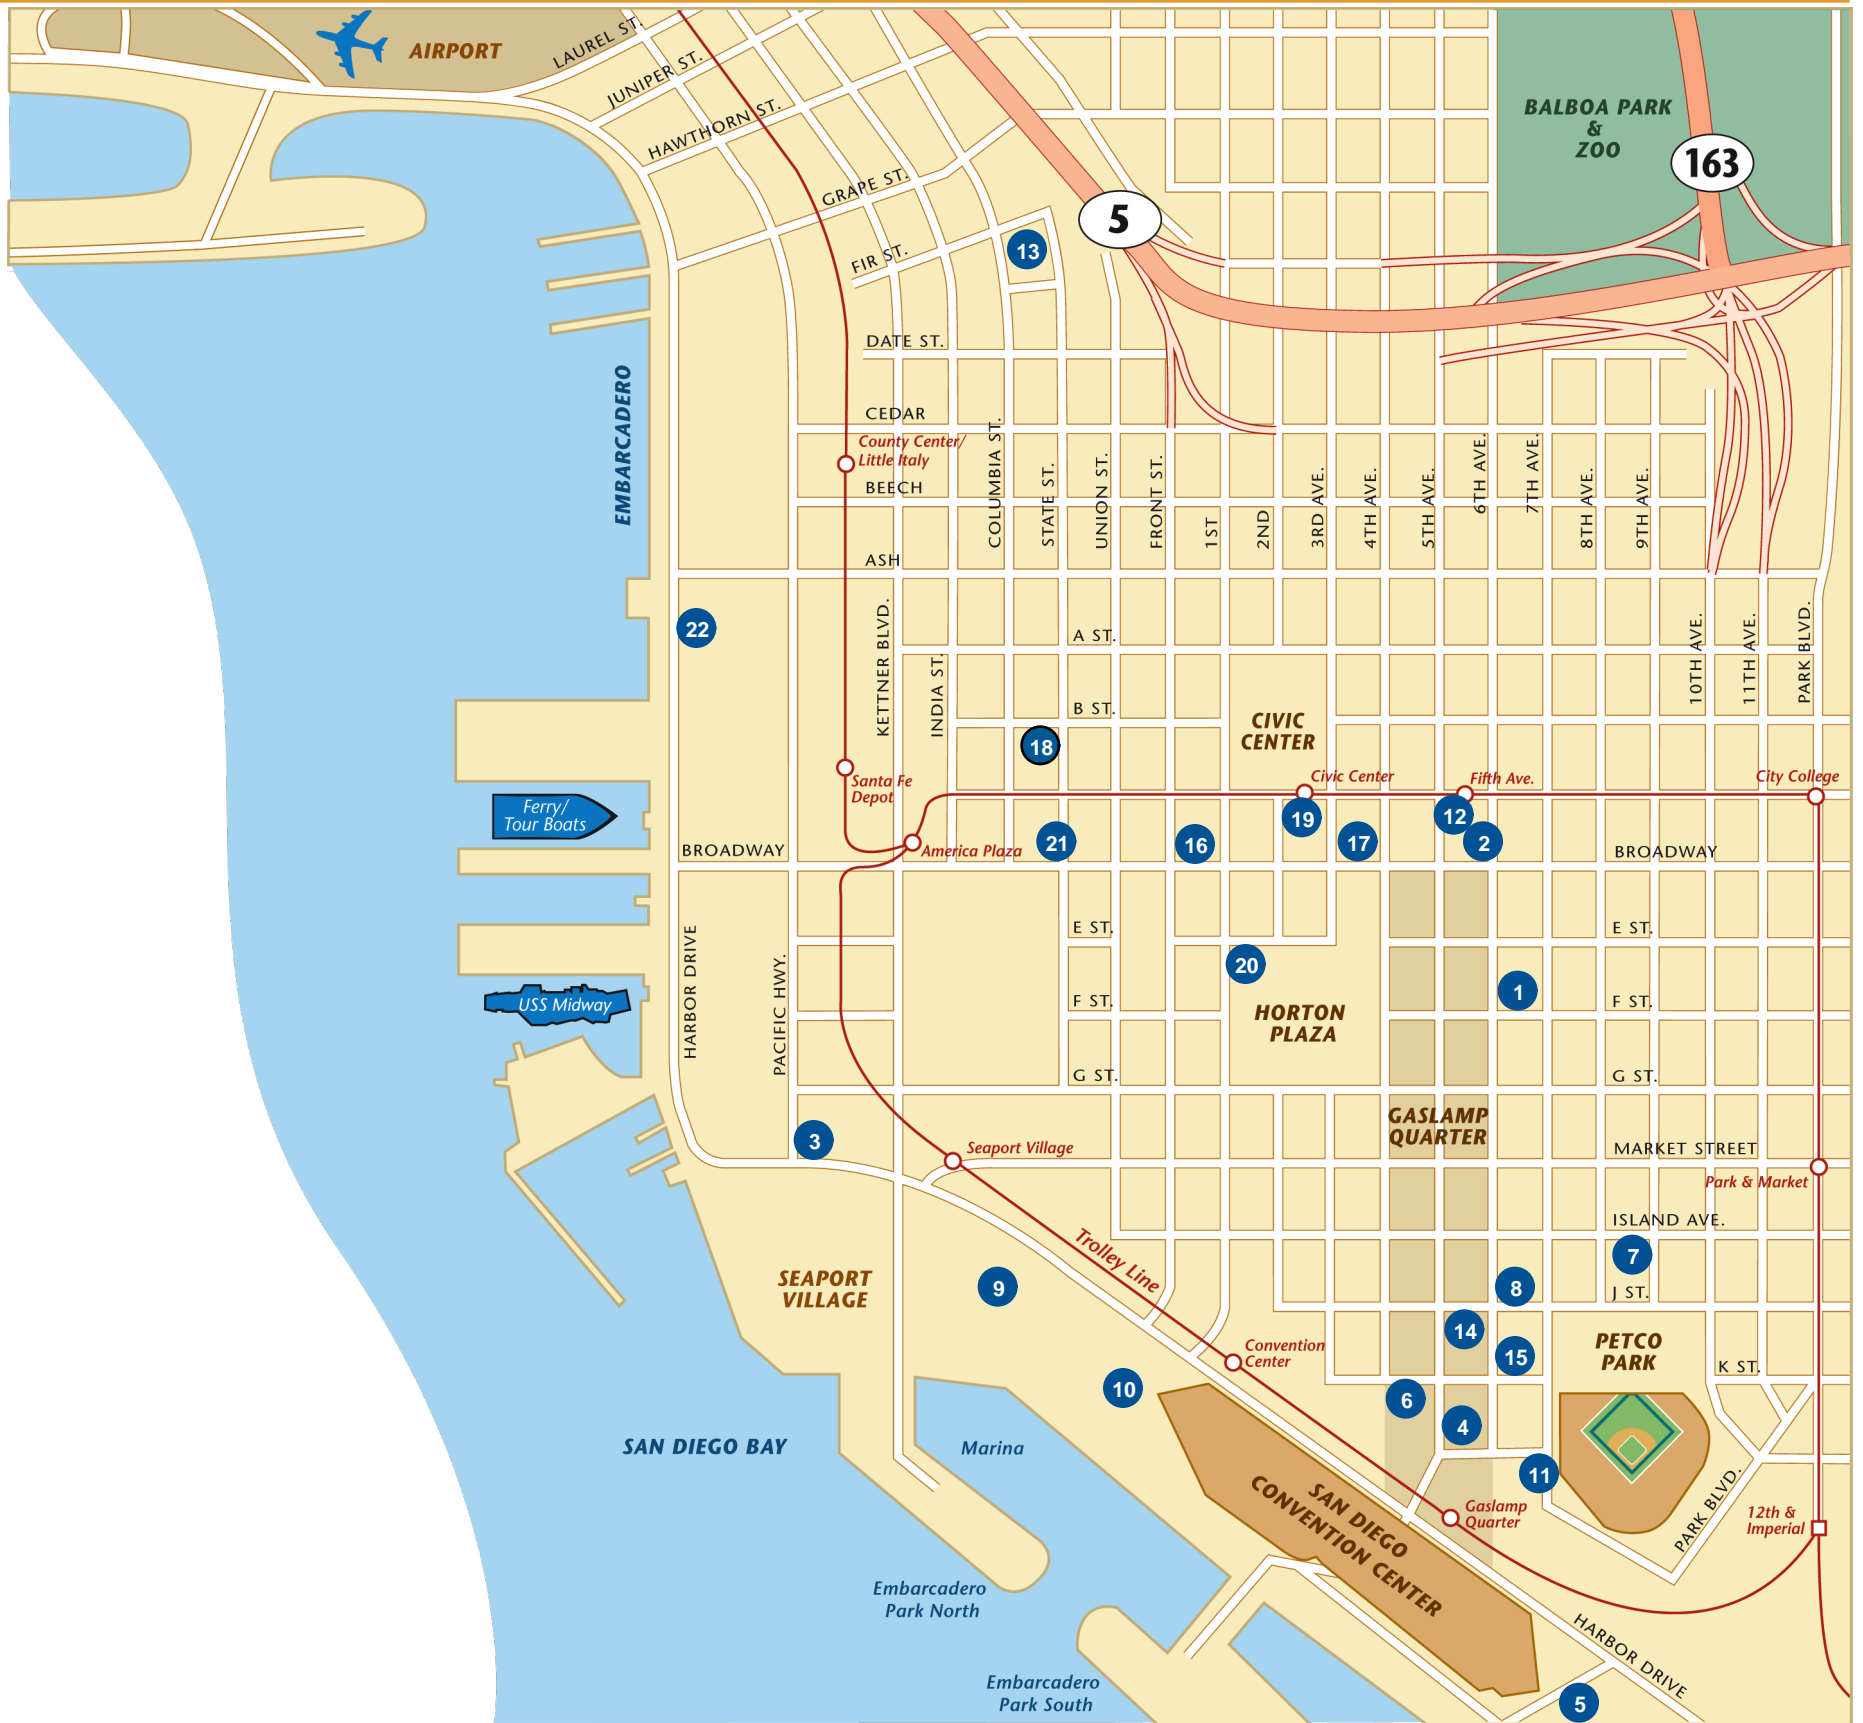 AIRPORT
LAUREL ST.
JUNIPER ST.
HAWTHORN ST.
GRAPE ST.
FIR ST.
BALBOA PARK
&
ZOO
163
5
13
DATE ST.
CEDAR
County Center/
Little Italy
BEECH
ASH
EMBARCADERO
COLUMBIA ST.
STATE ST.
UNION ST.
FRONT ST.
1ST
2ND
3RD AVE.
4TH AVE.
5TH AVE.
6TH AVE.
7TH AVE.
8TH AVE.
9TH AVE.
10TH AVE.
11TH AVE.
PARK BLVD.
22
KETTNER BLVD.
INDIA ST.
A ST.
B ST.
18
CIVIC
CENTER
Santa Fe
Depot
Civic Center
Fifth Ave.
City College
Ferry/
Tour Boats
BROADWAY
America Plaza
21
16
19
17
12
2
BROADWAY
HARBOR DRIVE
PACIFIC HWY.
E ST.
E ST.
20
1
F ST.
F ST.
USS Midway
HORTON
PLAZA
G ST.
G ST.
GASLAMP
QUARTER
3
Seaport Village
MARKET STREET
Park & Market
ISLAND AVE.
Trolley Line
7
SEAPORT
VILLAGE
9
8
J ST.
14
15
PETCO
PARK
Convention
Center
K ST.
10
6
4
SAN DIEGO BAY
Marina
11
SAN DIEGO
CONVENTION CENTER
Gaslamp
Quarter
PARK BLVD.
12th &
Imperial
Embarcadero
Park North
HARBOR DRIVE
Embarcadero
Park South
5